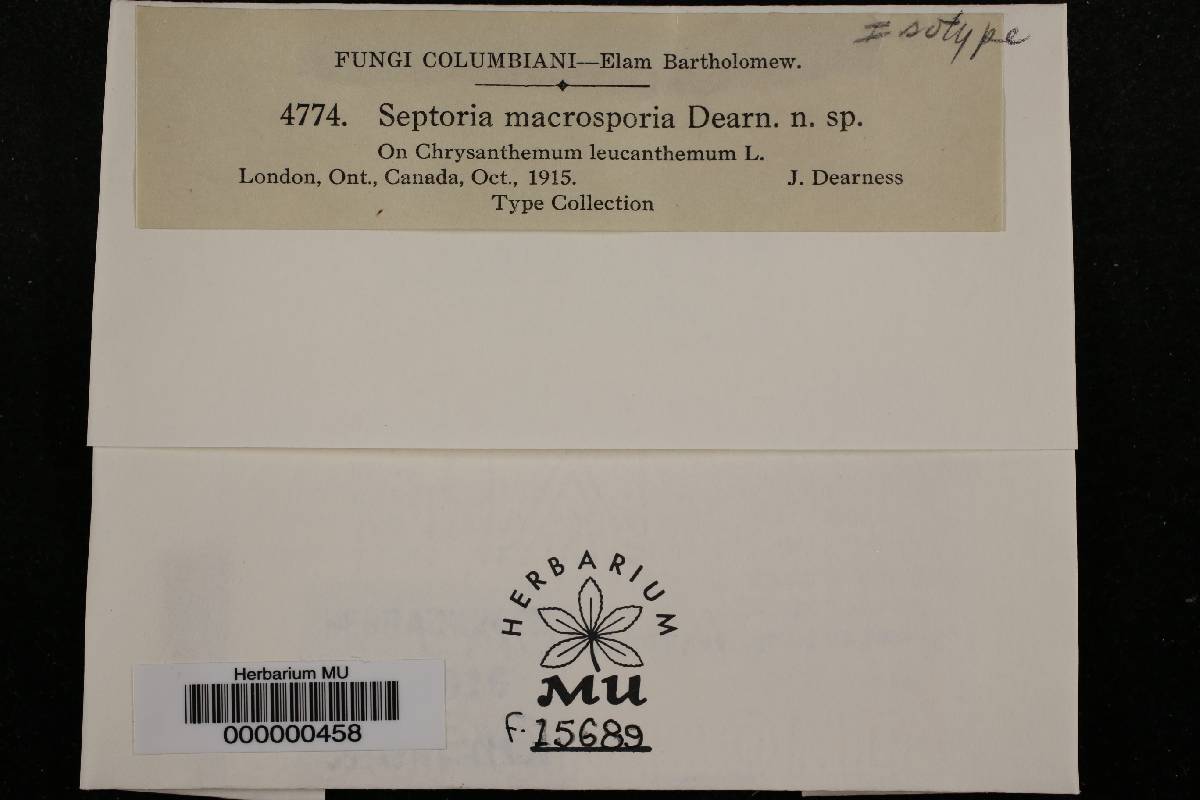 Isotype
FUNGI COLUMBIANI—Elam Bartholomew.
4774. Septoria macrosporia Dearn. n. sp.
On Chrysanthemum leucanthemum L.
London, Ont., Canada, Oct., 1915. J. Dearness
Type Collection
HERBARIUM
MU
F. 15689
Herbarium MU
000000458